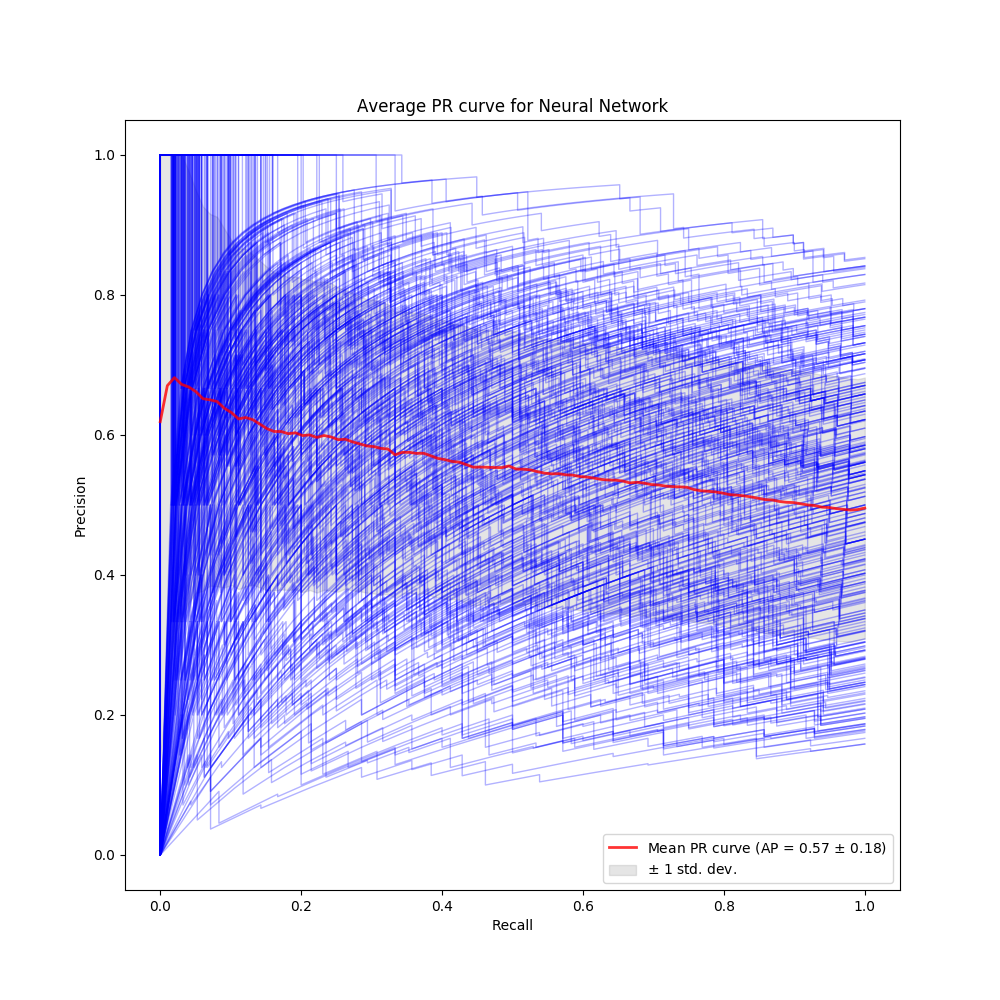 Average PR curve for Neural Network
1.0
0.8
0.6
0.4
0.2
0.0
Precision
0.0 0.2 0.4 0.6 0.8 1.0
Recall
Mean PR curve (AP = 0.57 ± 0.18)
± 1 std. dev.